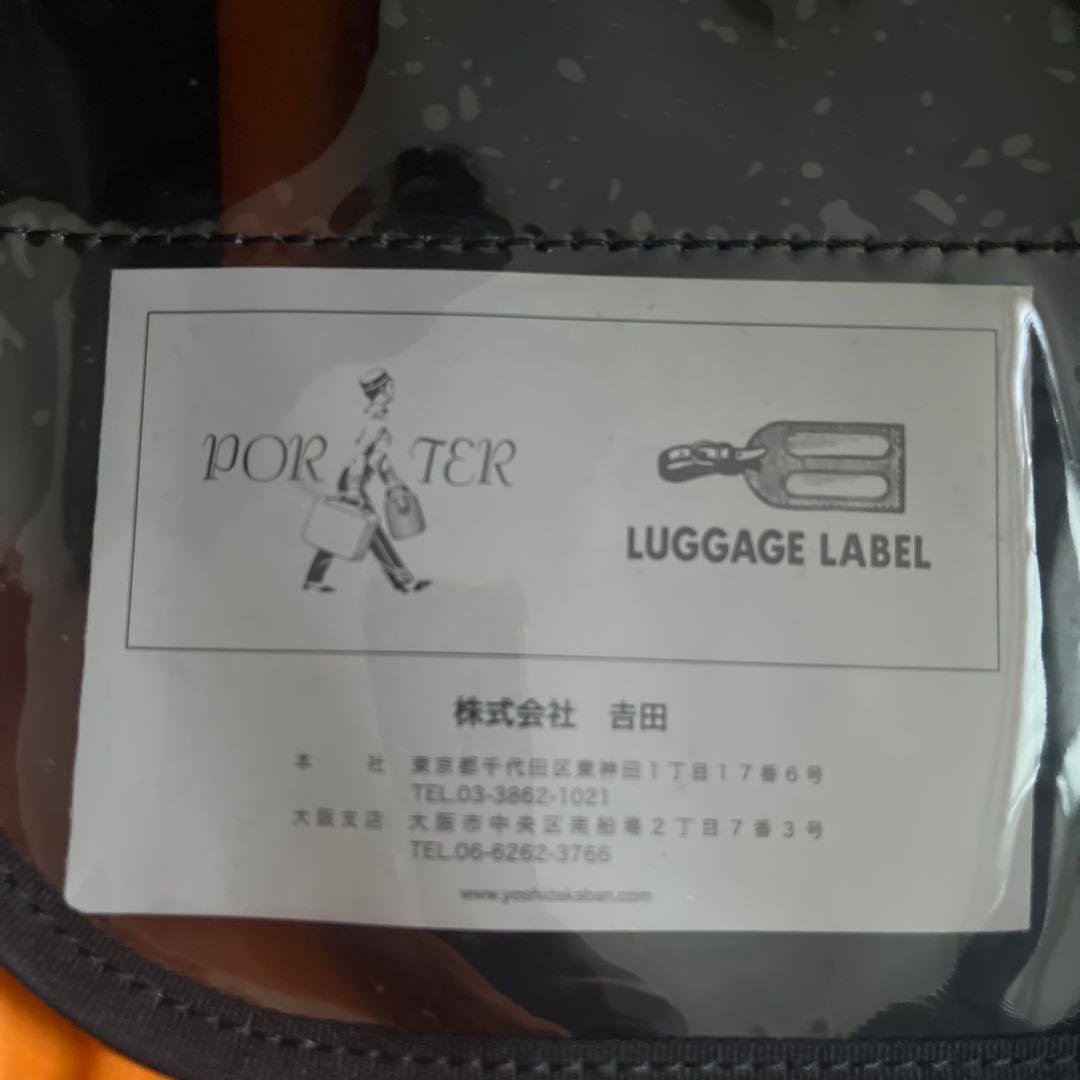 PORTER
LUGGAGE LABEL
株式会社 吉田
本 社 東京都千代田区東神田1丁目17番6号
TEL.03-3862-1021
大阪支店 大阪市中央区南船場2丁目7番3号
TEL.06-6262-3766
www.yoshidakaban.com